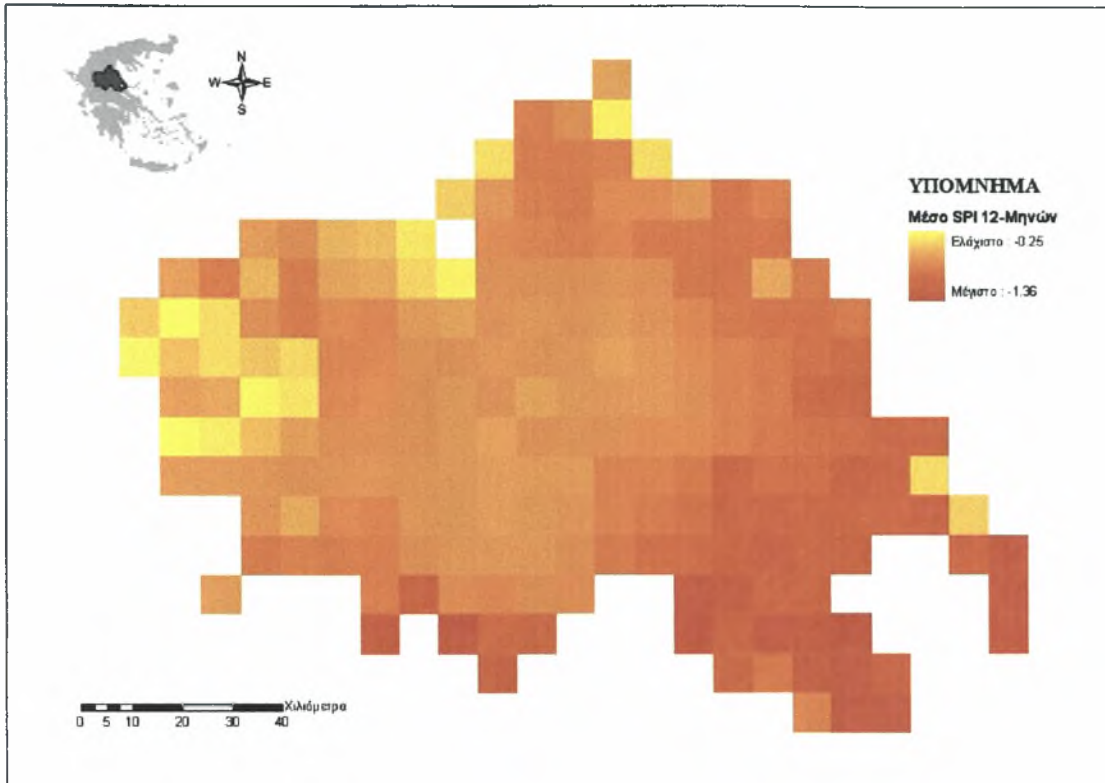 N
W E
S
ΥΠΟΜΝΗΜΑ
Μέσο SPI 12-Μηνών
Ελάχιστο : -0.25
Μέγιστο : -1.36
Χιλιόμετρα
0 5 10 20 30 40